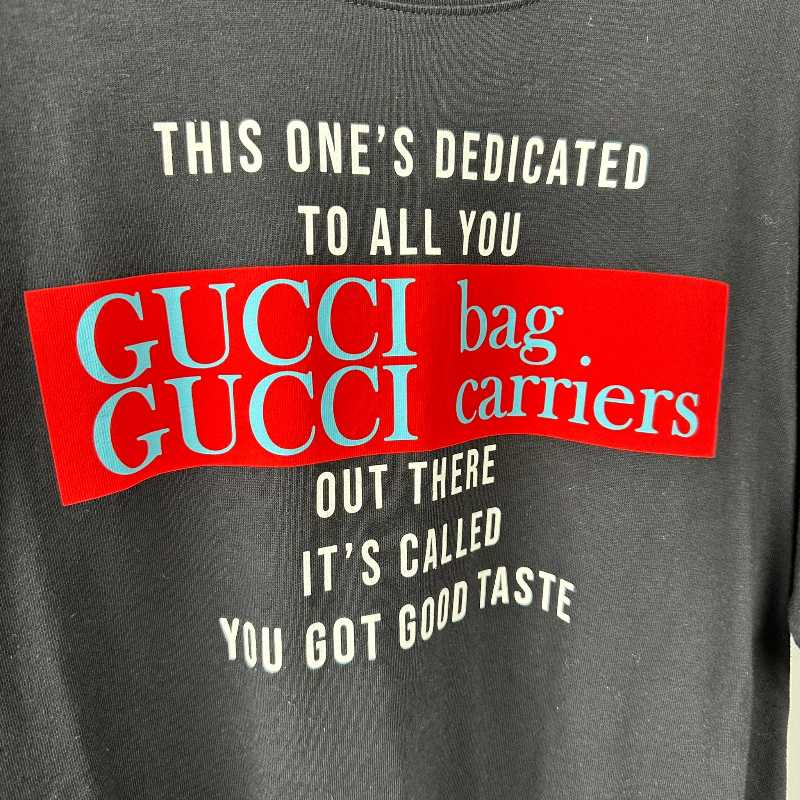 THIS ONE'S DEDICATED
TO ALL YOU
GUCCI bag
GUCCI carriers
OUT THERE
IT'S CALLED
YOU GOT GOOD TASTE